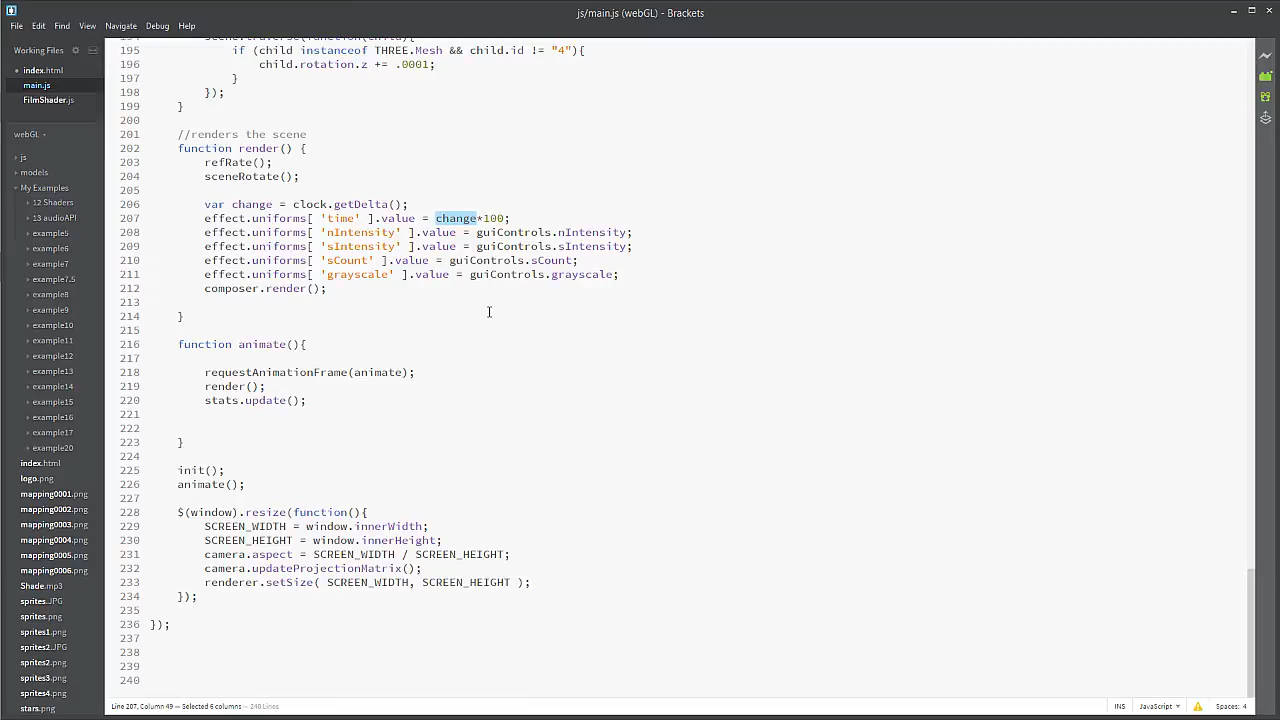 js/main.js (webGL) - Brackets
File Edit Find View Navigate Debug Help
Working Files
index.html
main.js
FilmShader.js
webGL
js
models
My Examples
12 Shaders
13 audioAPI
example5
example6
example7
example7.5
example8
example9
example10
example11
example12
example13
example14
example15
example16
example17
example20
index.html
logo.png
mapping0001.png
mapping0002.png
mapping0003.png
mapping0004.png
mapping0005.png
mapping0006.png
Shade.mp3
sprites.JPG
sprites.png
sprites1.png
sprites2.JPG
sprites2.png
sprites3.png
sprites4.png
stars.png
194 scene.traverse(function(child){
195 if (child instanceof THREE.Mesh && child.id != "4"){
196 child.rotation.z += .0001;
197 }
198 });
199 }
200
201 //renders the scene
202 function render() {
203 refRate();
204 sceneRotate();
205
206 var change = clock.getDelta();
207 effect.uniforms[ 'time' ].value = change*100;
208 effect.uniforms[ 'nIntensity' ].value = guiControls.nIntensity;
209 effect.uniforms[ 'sIntensity' ].value = guiControls.sIntensity;
210 effect.uniforms[ 'sCount' ].value = guiControls.sCount;
211 effect.uniforms[ 'grayscale' ].value = guiControls.grayscale;
212 composer.render();
213
214 }
215
216 function animate(){
217
218 requestAnimationFrame(animate);
219 render();
220 stats.update();
221
222
223 }
224
225 init();
226 animate();
227
228 $(window).resize(function(){
229 SCREEN_WIDTH = window.innerWidth;
230 SCREEN_HEIGHT = window.innerHeight;
231 camera.aspect = SCREEN_WIDTH / SCREEN_HEIGHT;
232 camera.updateProjectionMatrix();
233 renderer.setSize( SCREEN_WIDTH, SCREEN_HEIGHT );
234 });
235
236 });
237
238
239
240
Line 207, Column 49 — Selected 6 columns — 240 Lines
INS JavaScript Spaces: 4